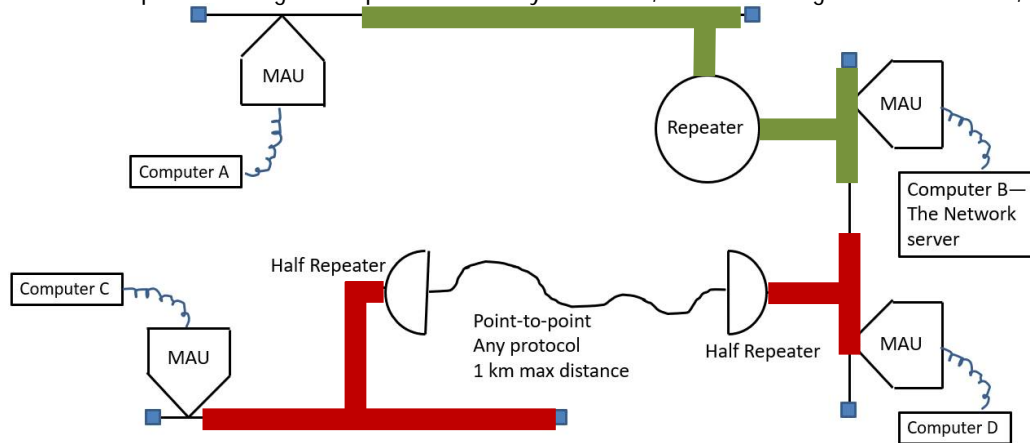 MAU
MAU
Repeater
Computer A
Computer B—
The Network
server
Half Repeater
Computer C
Point-to-point
Any protocol
1 km max distance
Half Repeater
MAU
MAU
Computer D